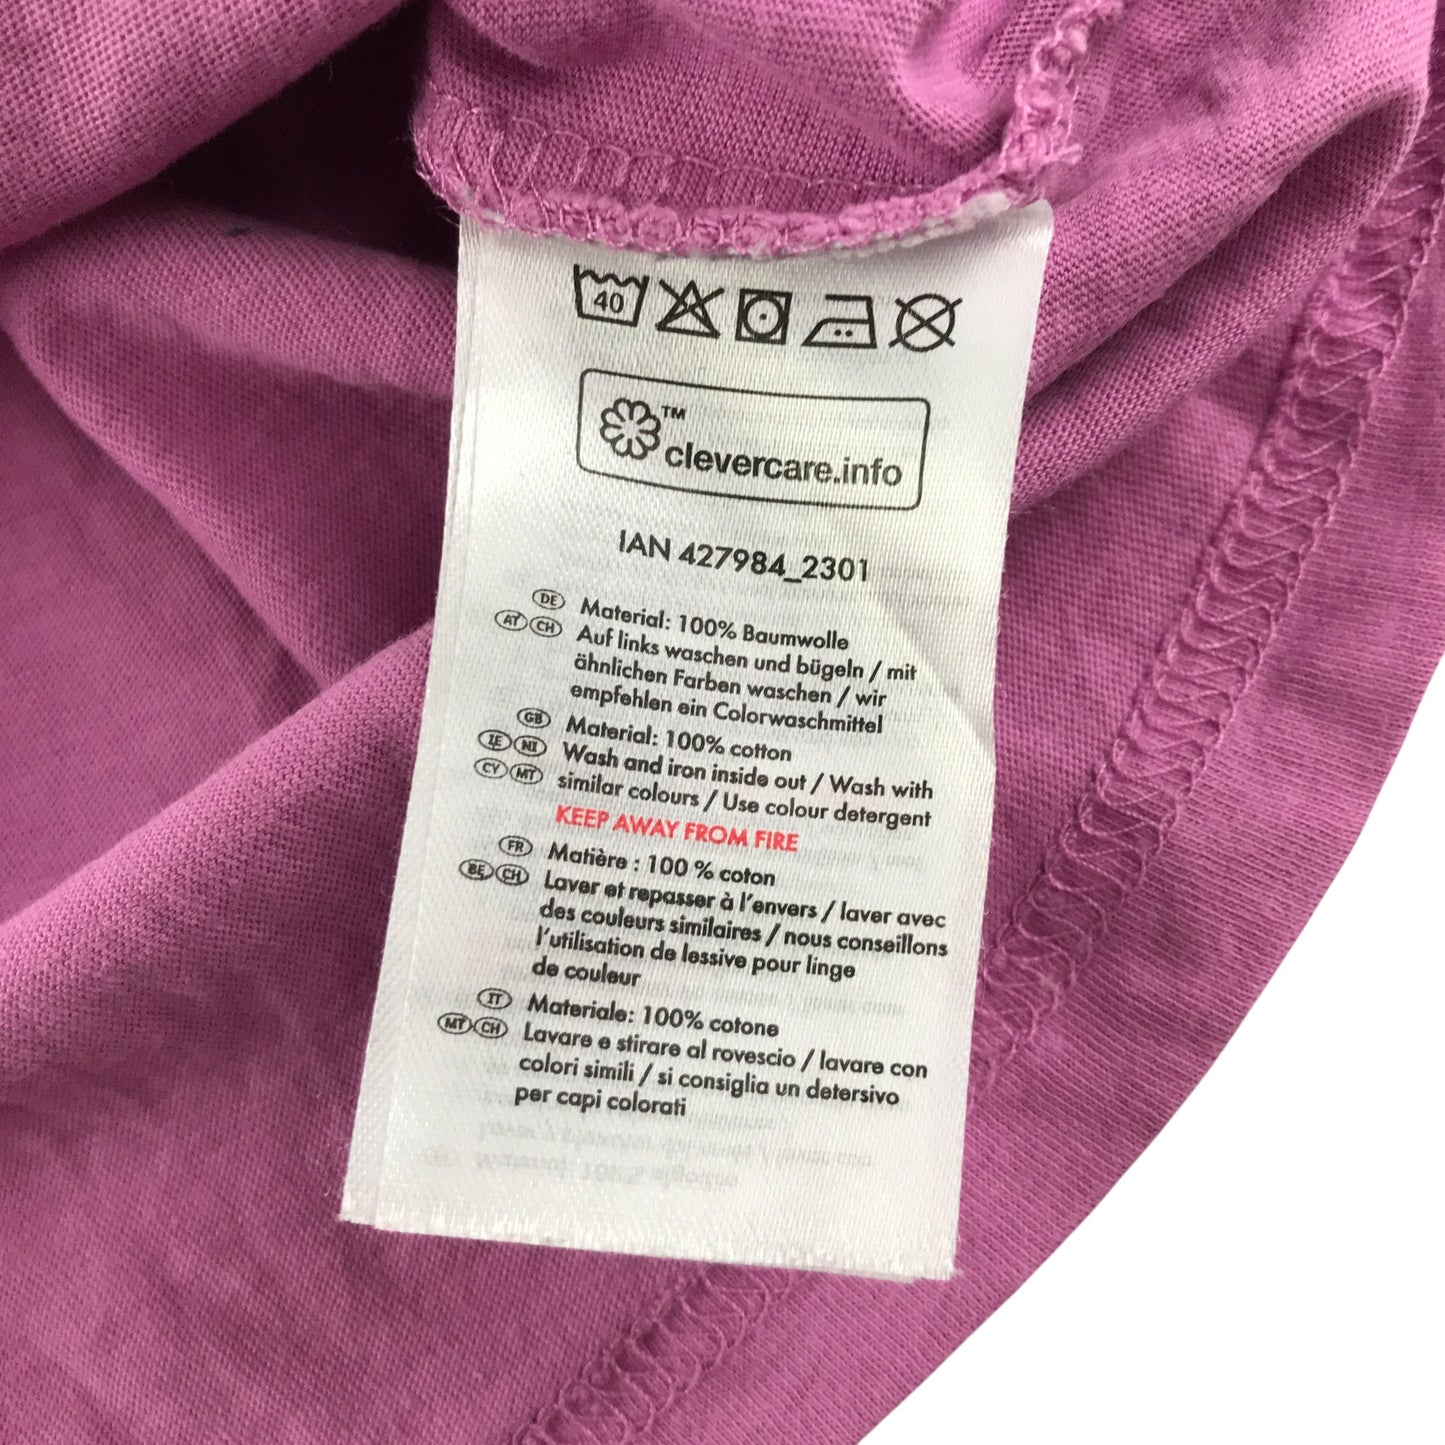 40
™
clevercare.info
IAN 427984_2301
DE Material: 100% Baumwolle
AT CH Auf links waschen und bügeln / mit
ähnlichen Farben waschen / wir
empfehlen ein Colorwaschmittel
GB Material: 100% cotton
IE NI Wash and iron inside out / Wash with
CY MT similar colours / Use colour detergent
KEEP AWAY FROM FIRE
FR Matière : 100 % coton
BE CH Laver et repasser à l'envers / laver avec
des couleurs similaires / nous conseillons
l'utilisation de lessive pour linge
de couleur
IT Materiale: 100% cotone
MT CH Lavare e stirare al rovescio / lavare con
colori simili / si consiglia un detersivo
per capi colorati